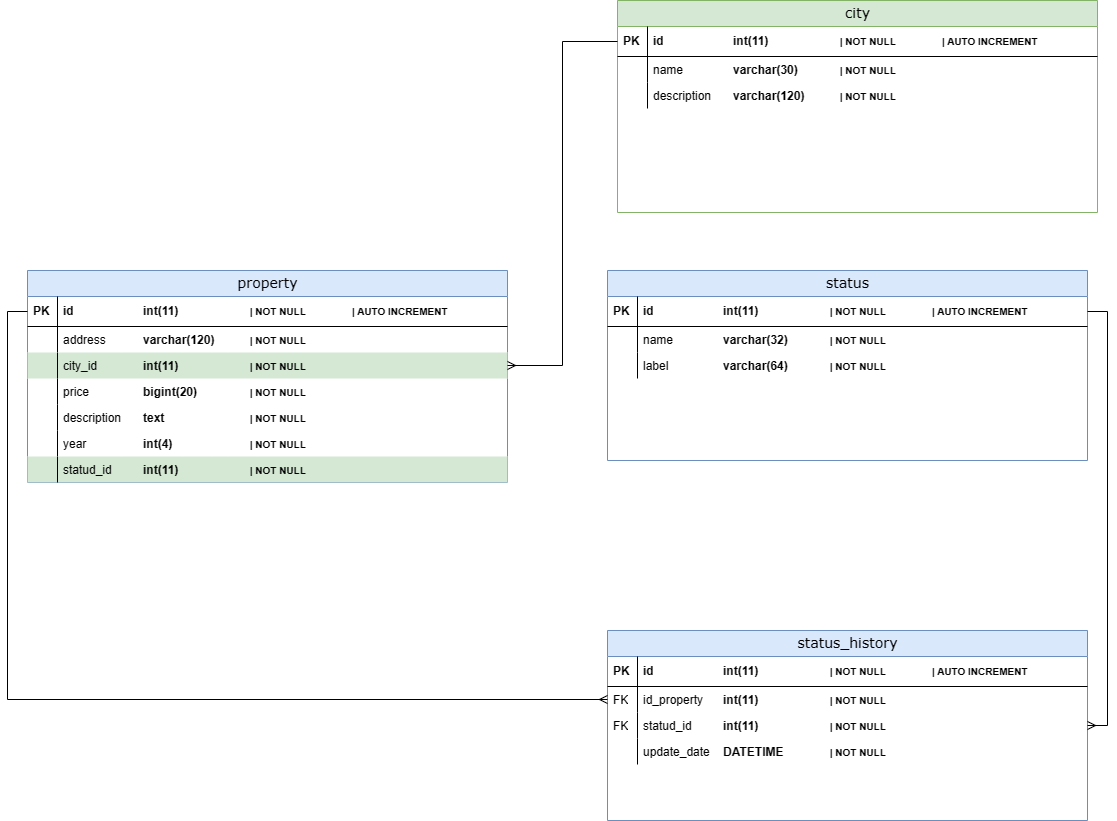 city
PK id int(11) | NOT NULL | AUTO INCREMENT
name varchar(30) | NOT NULL
description varchar(120) | NOT NULL
property
PK id int(11) | NOT NULL | AUTO INCREMENT
address varchar(120) | NOT NULL
city_id int(11) | NOT NULL
price bigint(20) | NOT NULL
description text | NOT NULL
year int(4) | NOT NULL
statud_id int(11) | NOT NULL
status
PK id int(11) | NOT NULL | AUTO INCREMENT
name varchar(32) | NOT NULL
label varchar(64) | NOT NULL
status_history
PK id int(11) | NOT NULL | AUTO INCREMENT
FK id_property int(11) | NOT NULL
FK statud_id int(11) | NOT NULL
update_date DATETIME | NOT NULL